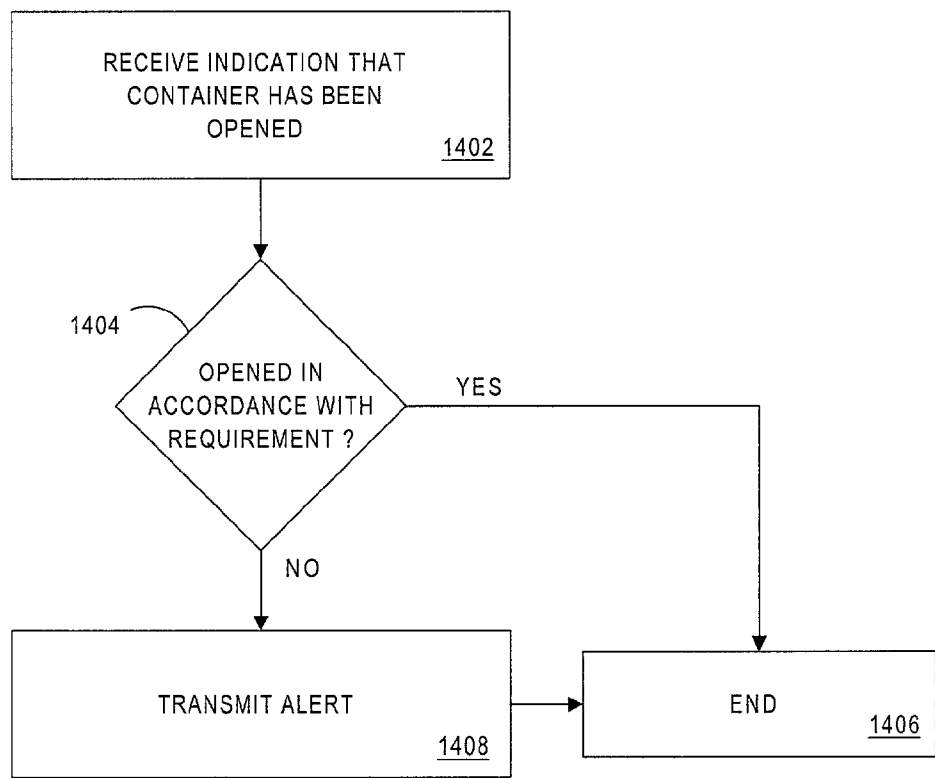 RECEIVE INDICATION THAT
CONTAINER HAS BEEN
OPENED
1402
1404
OPENED IN
ACCORDANCE WITH
REQUIREMENT ?
YES
NO
TRANSMIT ALERT
1408
END
1406